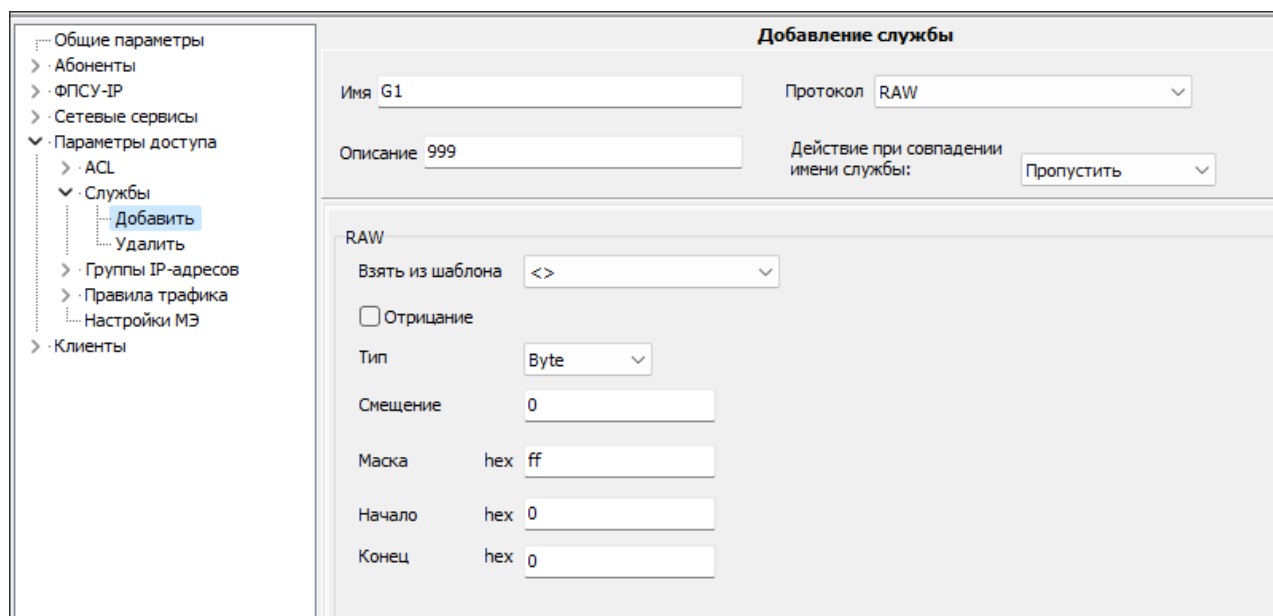 Общие параметры
Абоненты
ФПСУ-IP
Сетевые сервисы
Параметры доступа
ACL
Службы
Добавить
Удалить
Группы IP-адресов
Правила трафика
Настройки МЭ
Клиенты
Добавление службы
Имя G1
Протокол RAW
Описание 999
Действие при совпадении
имени службы: Пропустить
RAW
Взять из шаблона <>
Отрицание
Тип Byte
Смещение 0
Маска hex ff
Начало hex 0
Конец hex 0